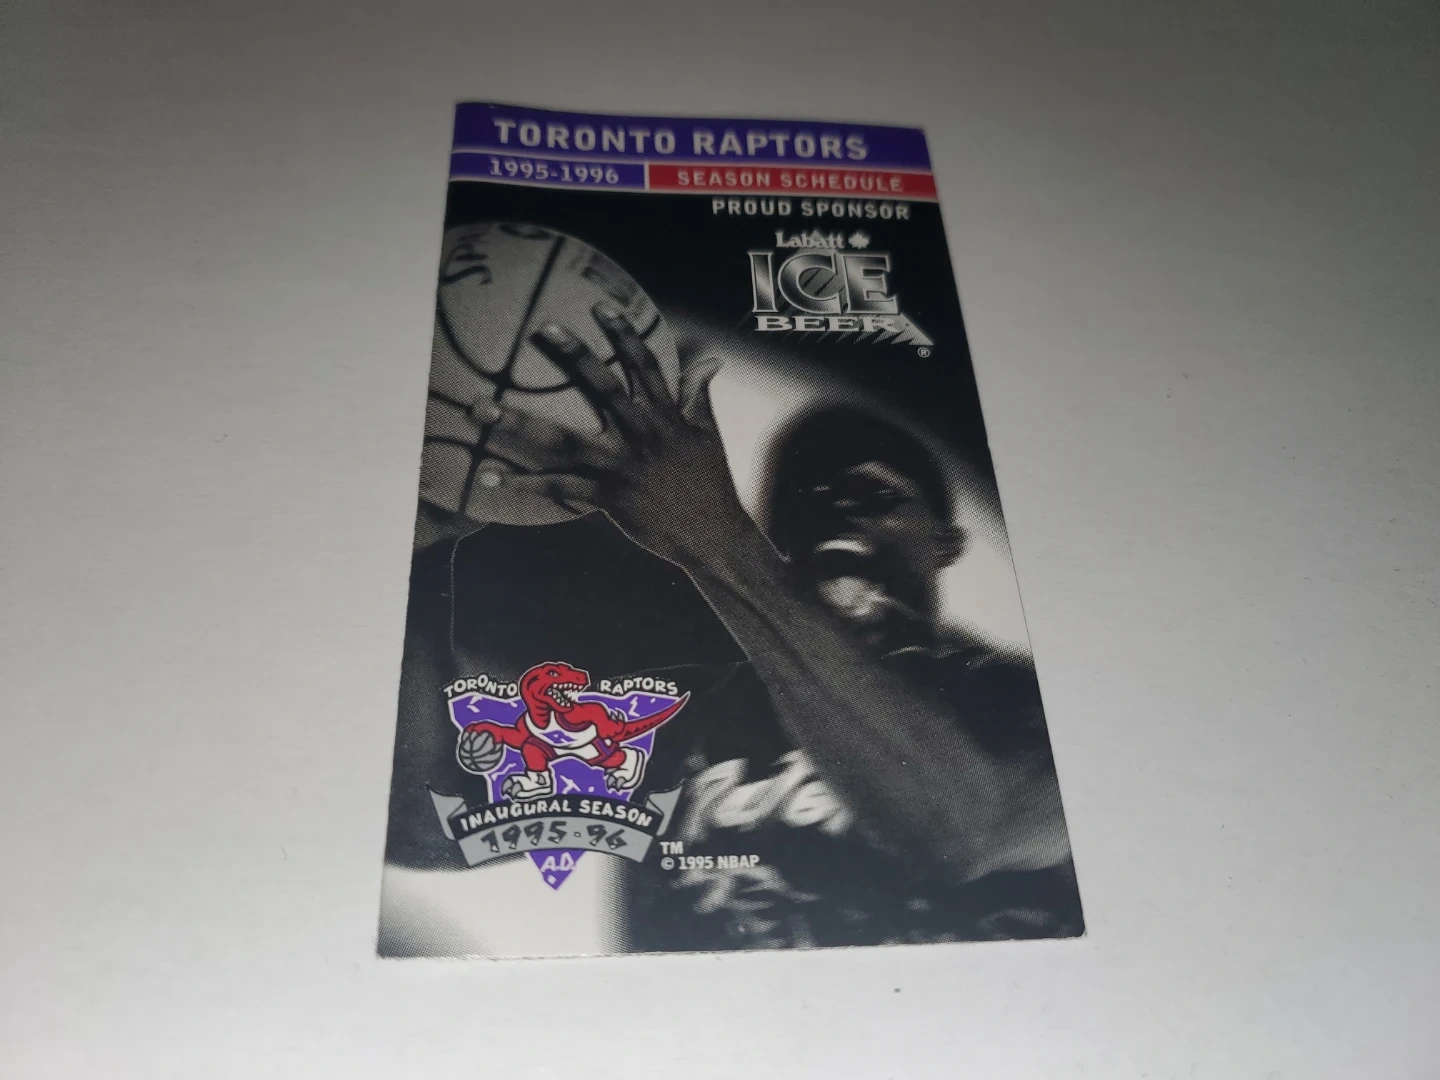 TORONTO RAPTORS
1995-1996 SEASON SCHEDULE
PROUD SPONSOR
Labatt
ICE
BEER
®
TORONTO RAPTORS
INAUGURAL SEASON
1995-96
A.D.
TM
© 1995 NBAP